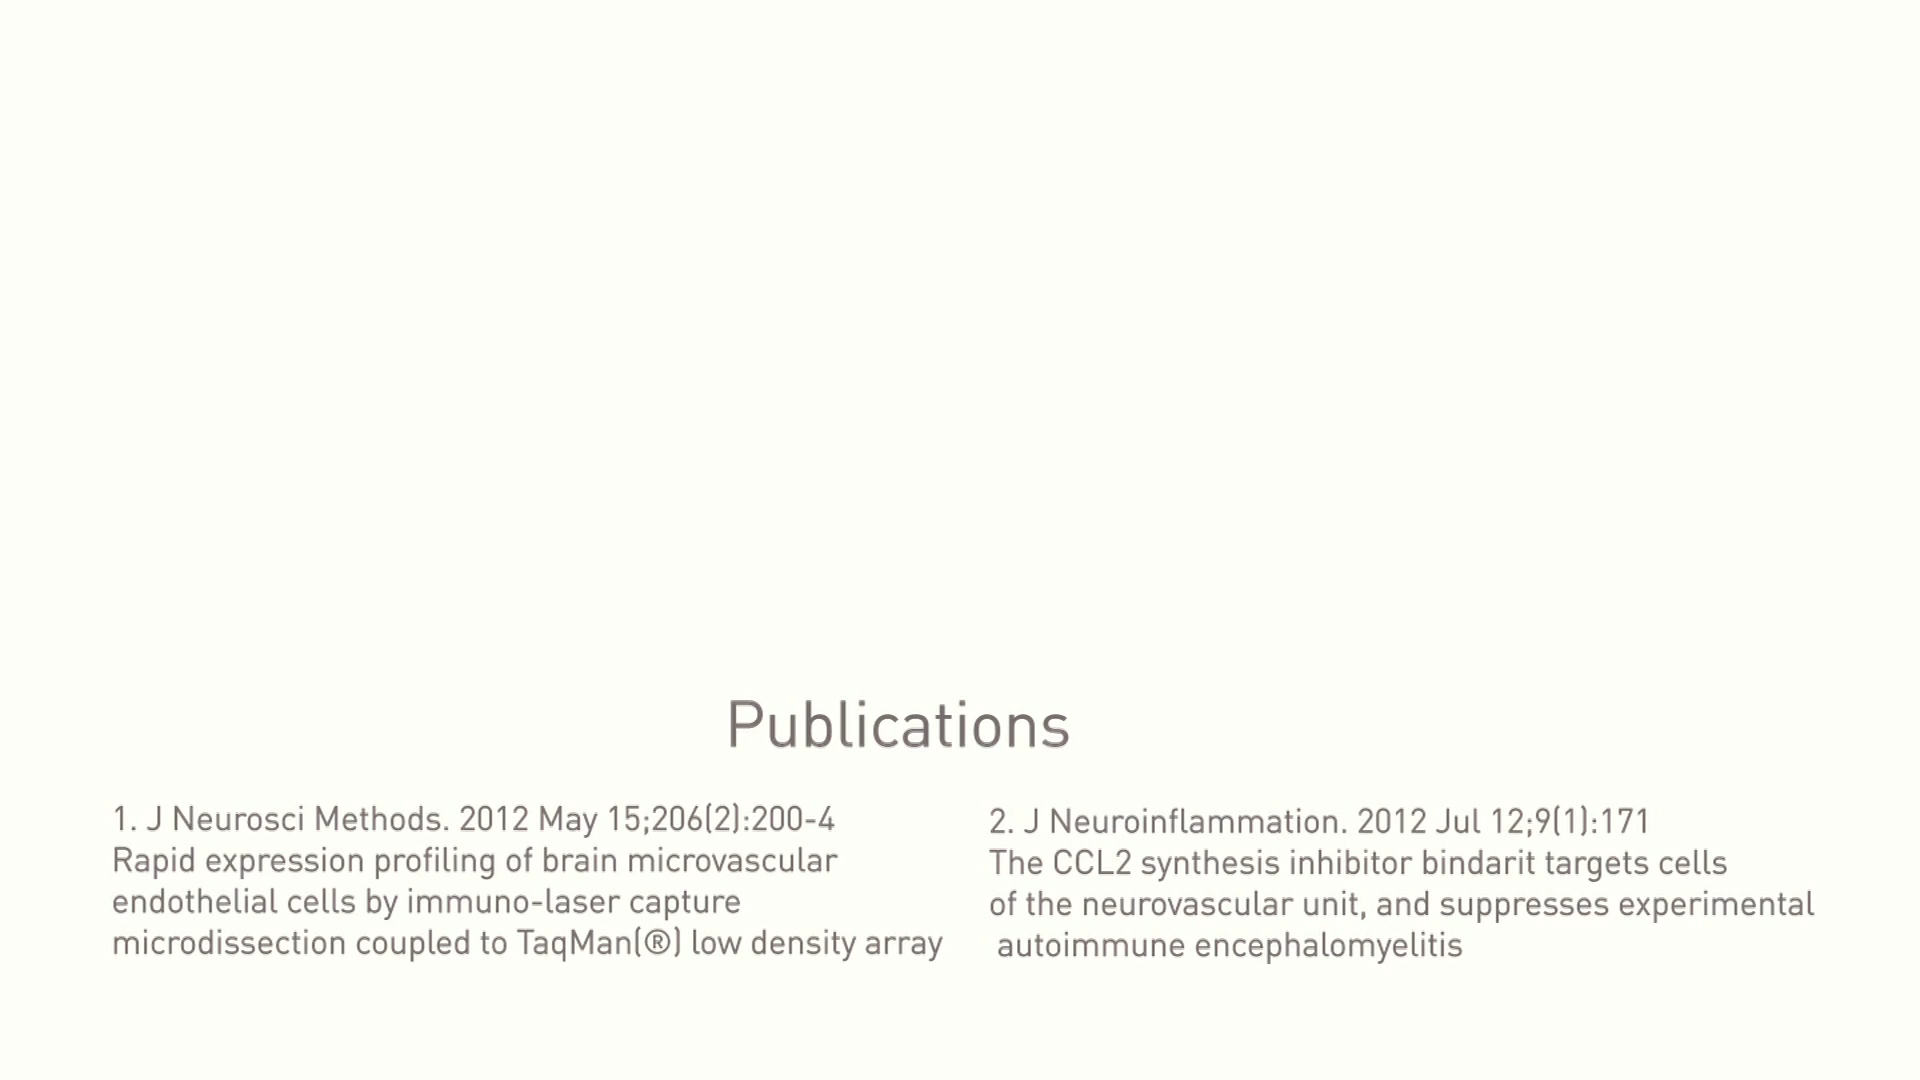 Publications
1. J Neurosci Methods. 2012 May 15;206(2):200-4
Rapid expression profiling of brain microvascular
endothelial cells by immuno-laser capture
microdissection coupled to TaqMan(®) low density array
2. J Neuroinflammation. 2012 Jul 12;9(1):171
The CCL2 synthesis inhibitor bindarit targets cells
of the neurovascular unit, and suppresses experimental
autoimmune encephalomyelitis